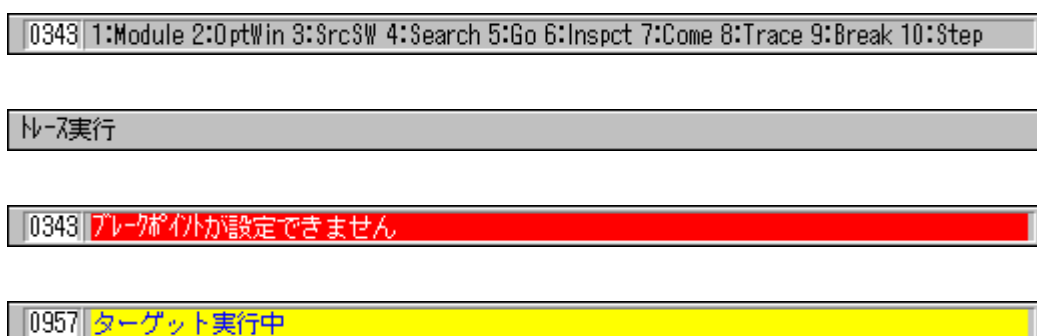 0343 1:Module 2:OptWin 3:SrcSW 4:Search 5:Go 6:Inspct 7:Come 8:Trace 9:Break 10:Step
ﾄﾚｰｽ実行
0343 ﾌﾞﾚｰｸﾎﾟｲﾝﾄが設定できません
0957 ターゲット実行中